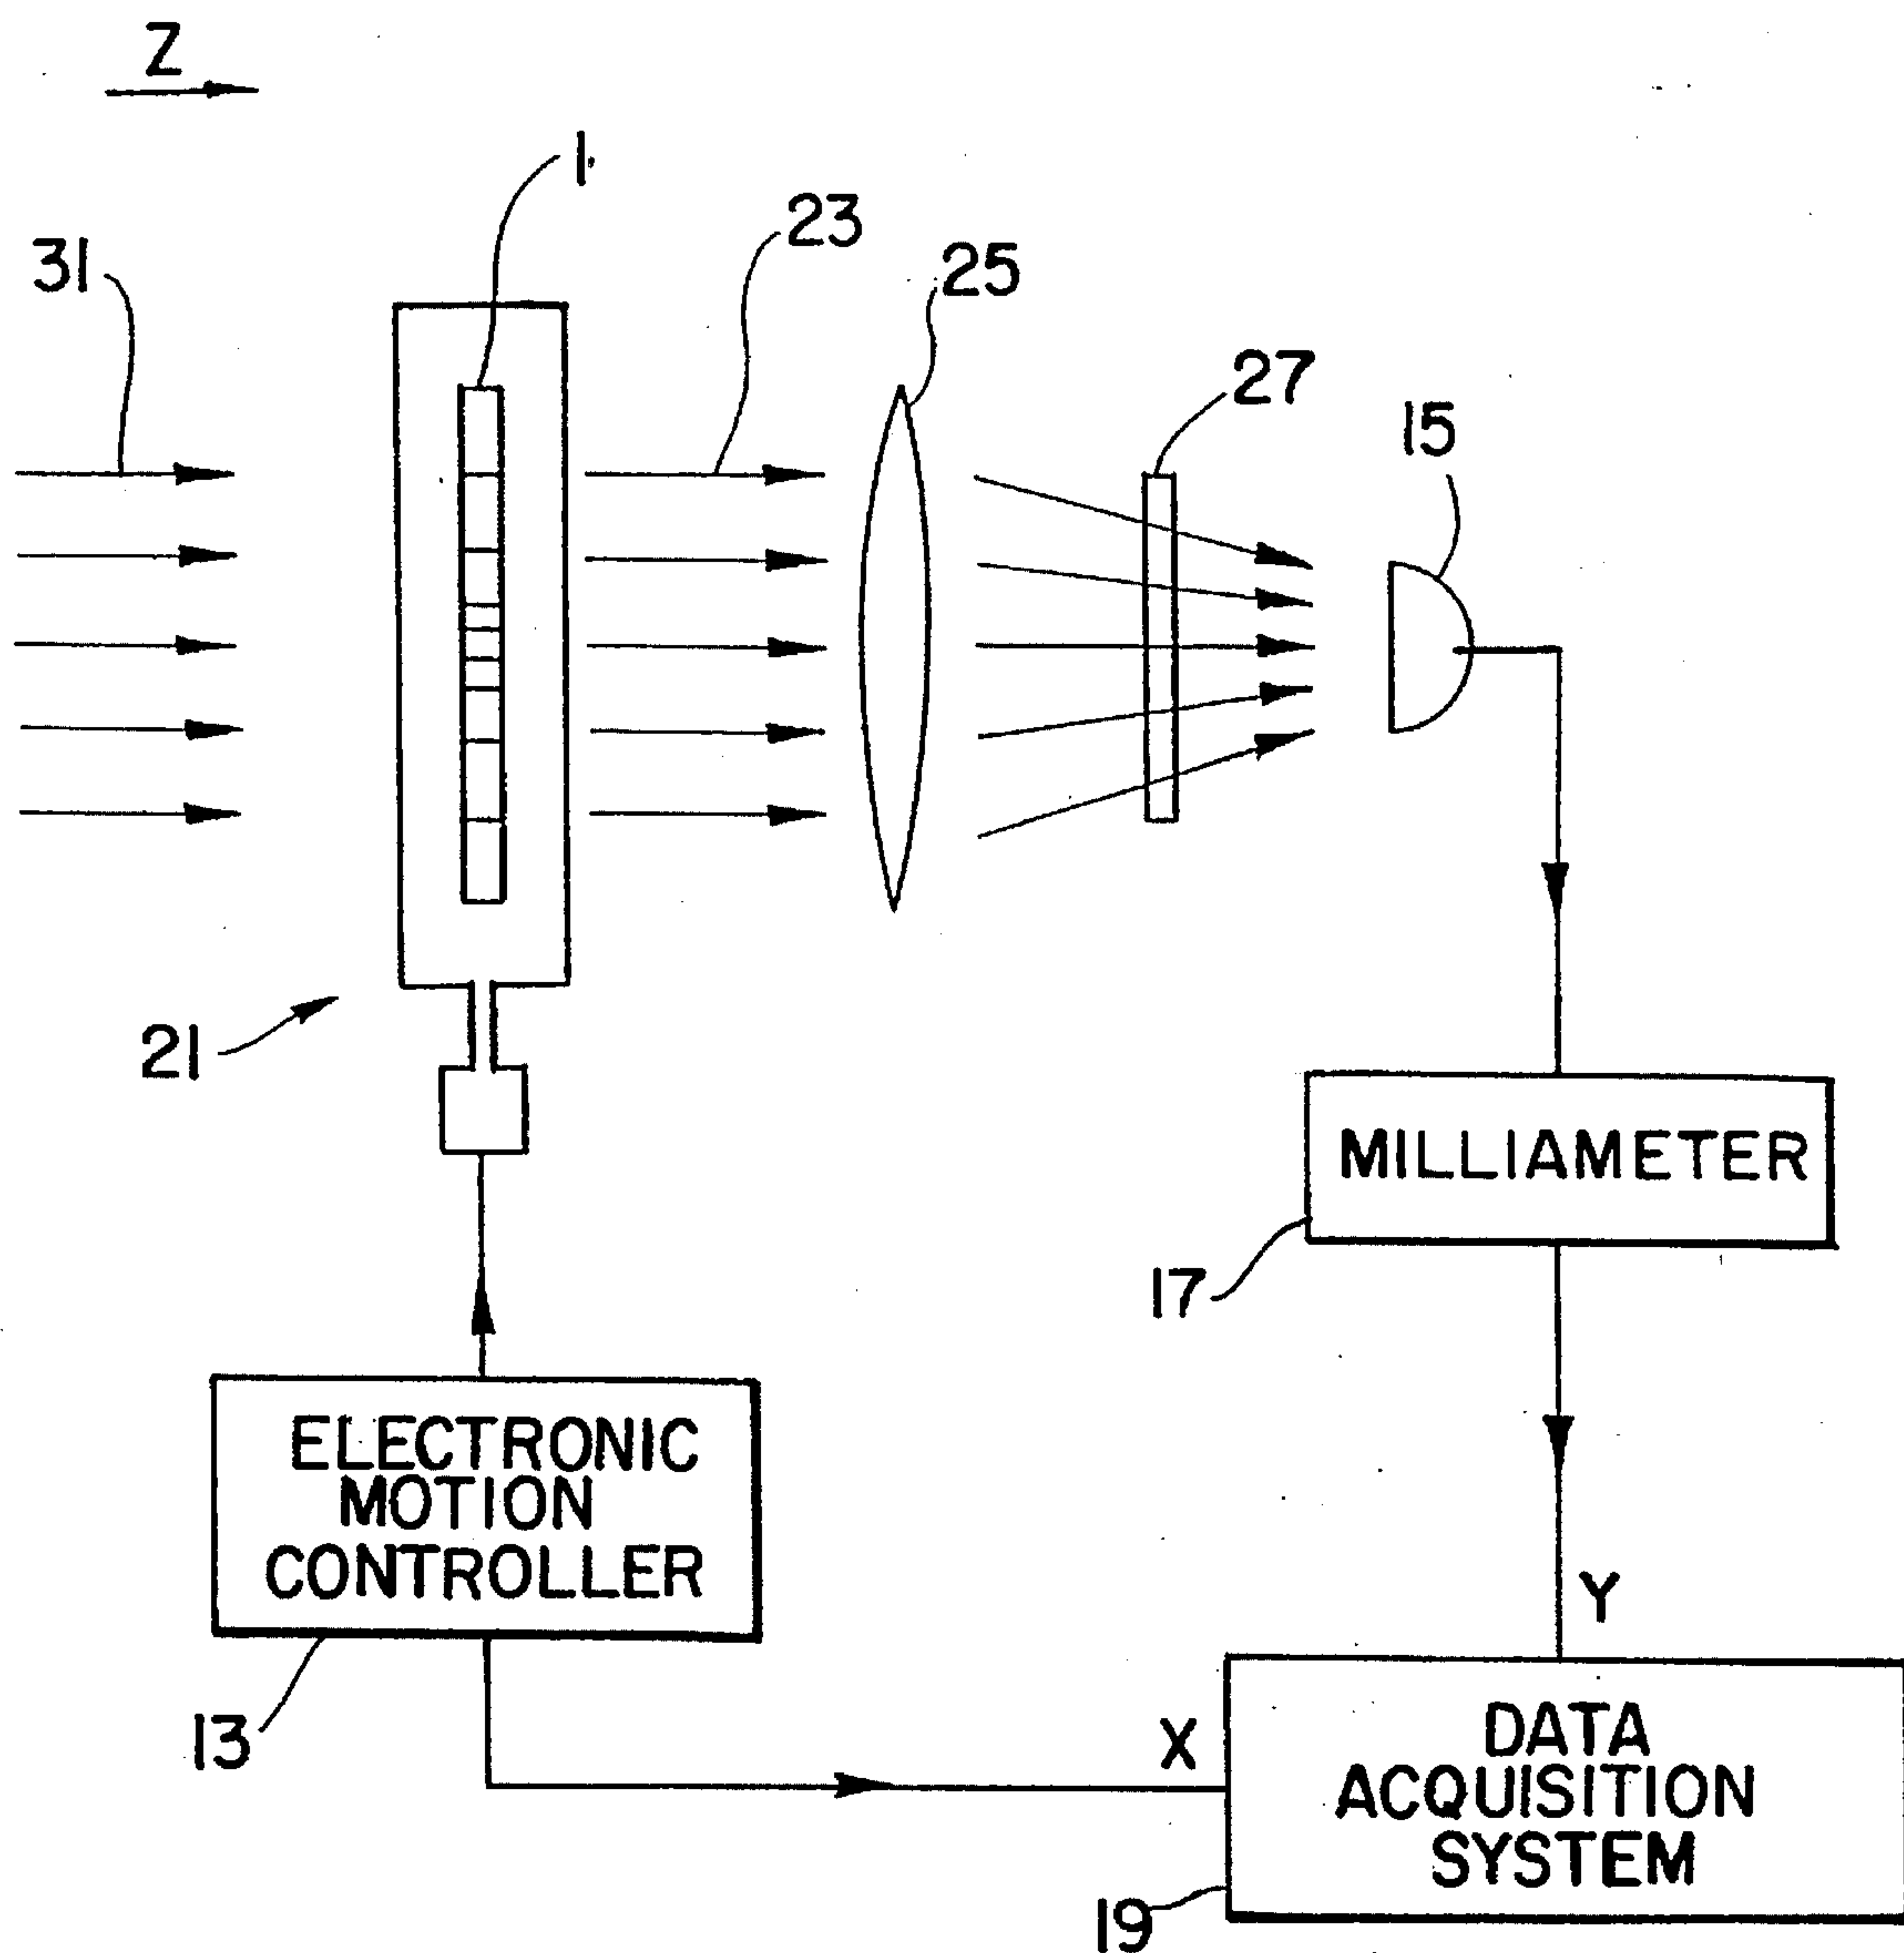 Z
1
23
31
25
27
15
21
MILLIAMETER
17
ELECTRONIC
MOTION
CONTROLLER
Y
13
X
DATA
ACQUISITION
SYSTEM
19